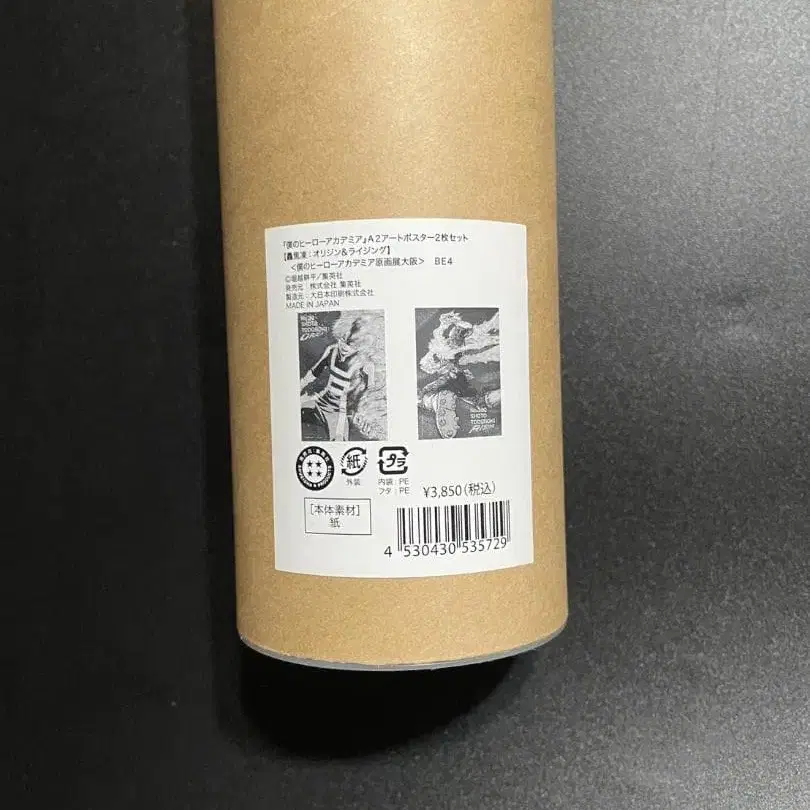 『僕のヒーローアカデミア』A2アートポスター2枚セット
【轟焦凍：オリジン&ライジング】
＜僕のヒーローアカデミア原画展大阪＞ BE4
©堀越耕平／集英社
発売元：株式会社 集英社
製造元：大日本印刷株式会社
MADE IN JAPAN
SHOTO
TODOROKI
SHOTO
TODOROKI
紙
外装
プラ
内袋：PE
フタ：PE
¥3,850(税込)
[本体素材]
紙
4 530430 535729